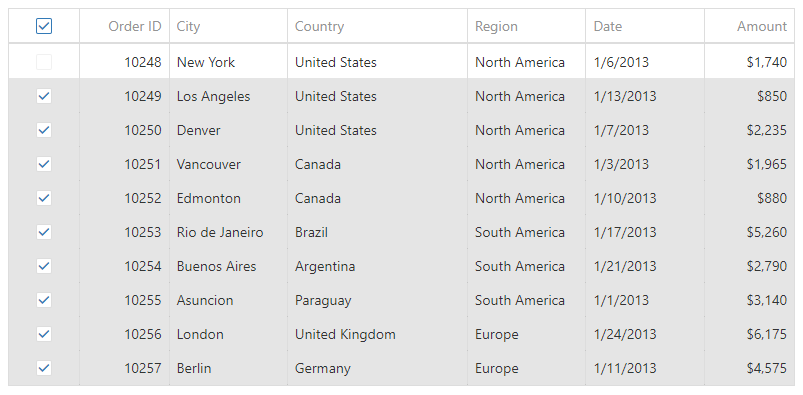 Order ID City Country Region Date Amount
10248 New York United States North America 1/6/2013 $1,740
10249 Los Angeles United States North America 1/13/2013 $850
10250 Denver United States North America 1/7/2013 $2,235
10251 Vancouver Canada North America 1/3/2013 $1,965
10252 Edmonton Canada North America 1/10/2013 $880
10253 Rio de Janeiro Brazil South America 1/17/2013 $5,260
10254 Buenos Aires Argentina South America 1/21/2013 $2,790
10255 Asuncion Paraguay South America 1/1/2013 $3,140
10256 London United Kingdom Europe 1/24/2013 $6,175
10257 Berlin Germany Europe 1/11/2013 $4,575